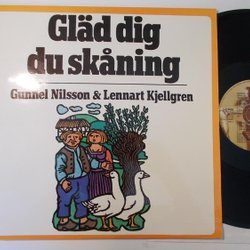 Gläd dig
du skåning
Gunnel Nilsson & Lennart Kjellgren